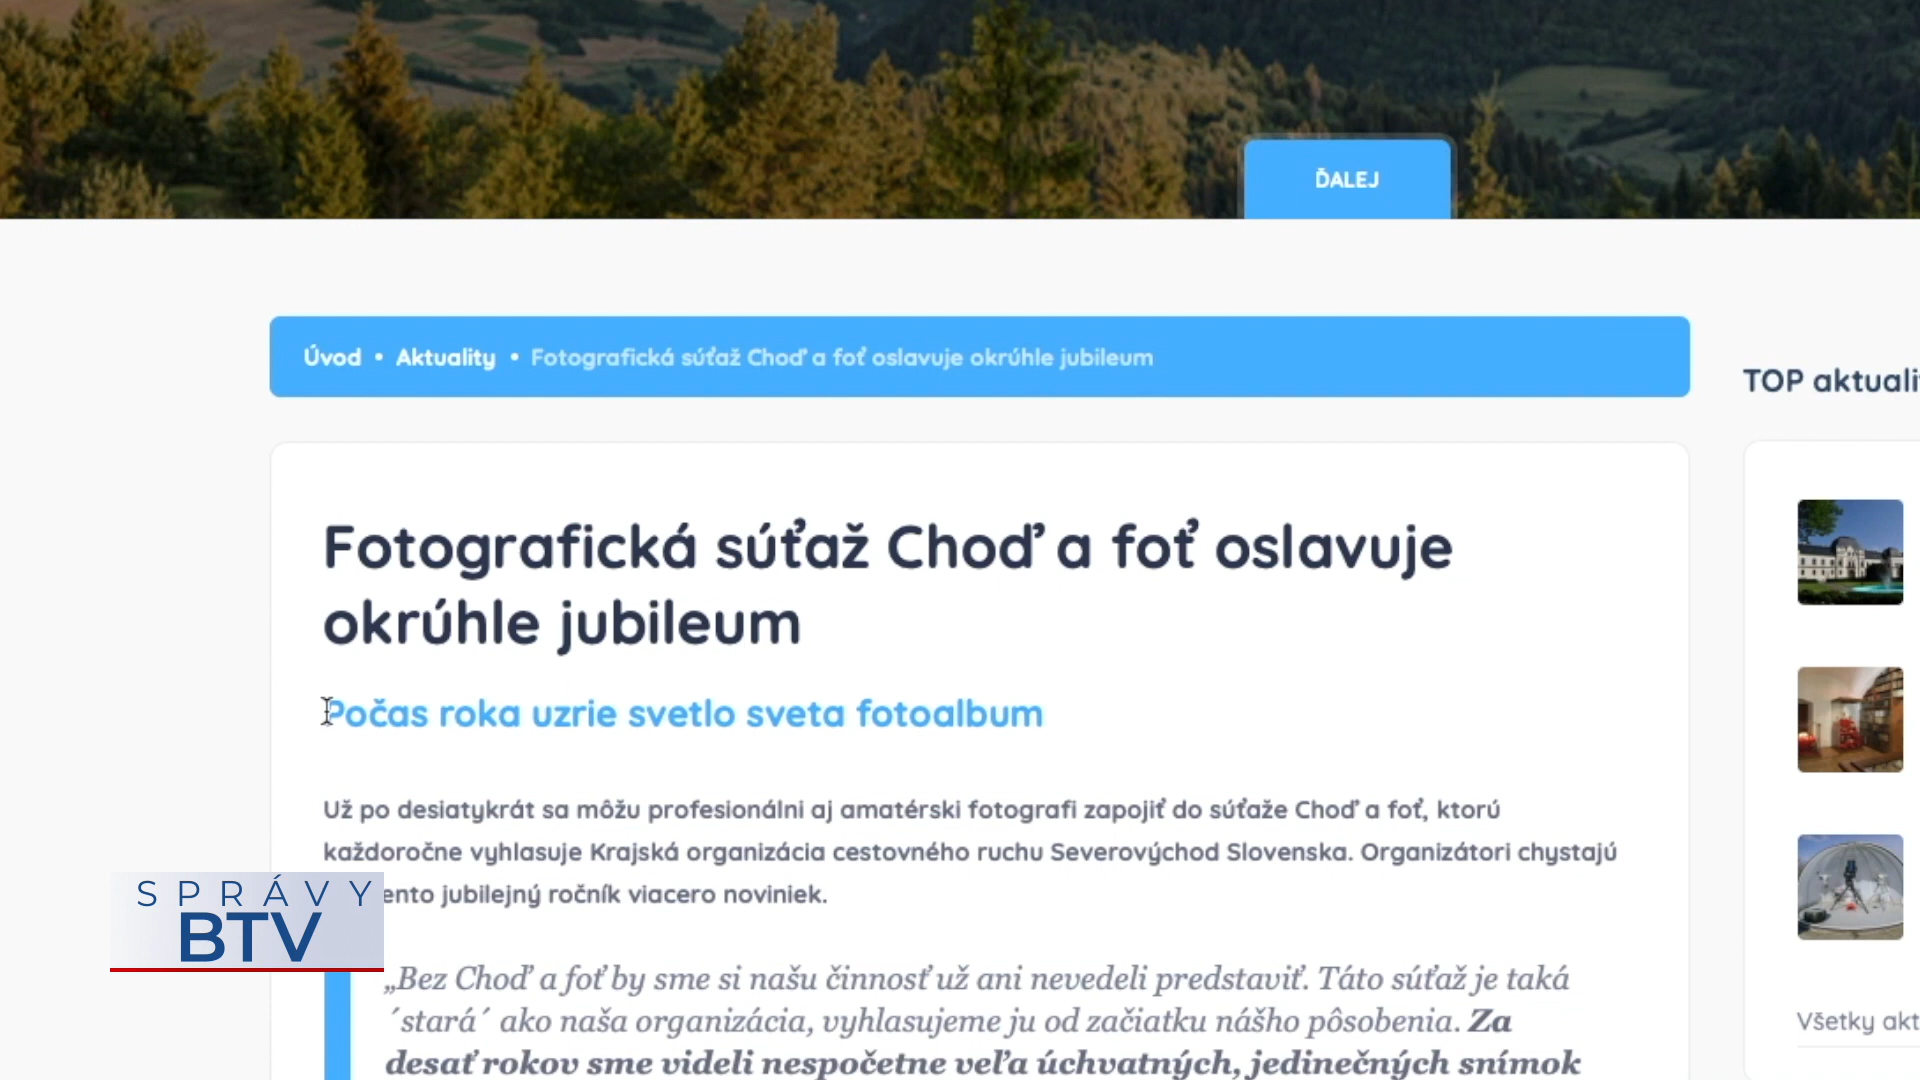 ĎALEJ
Úvod • Aktuality • Fotografická súťaž Choď a foť oslavuje okrúhle jubileum
TOP aktuali
Fotografická súťaž Choď a foť oslavuje
okrúhle jubileum
Počas roka uzrie svetlo sveta fotoalbum
Už po desiatykrát sa môžu profesionálni aj amatérski fotografi zapojiť do súťaže Choď a foť, ktorú
každoročne vyhlasuje Krajská organizácia cestovného ruchu Severovýchod Slovenska. Organizátori chystajú
ento jubilejný ročník viacero noviniek.
SPRÁVY
BTV
„Bez Choď a foť by sme si našu činnosť už ani nevedeli predstaviť. Táto súťaž je taká
´stará´ ako naša organizácia, vyhlasujeme ju od začiatku nášho pôsobenia. Za
desať rokov sme videli nespočetne veľa úchvatných, jedinečných snímok
Všetky akt